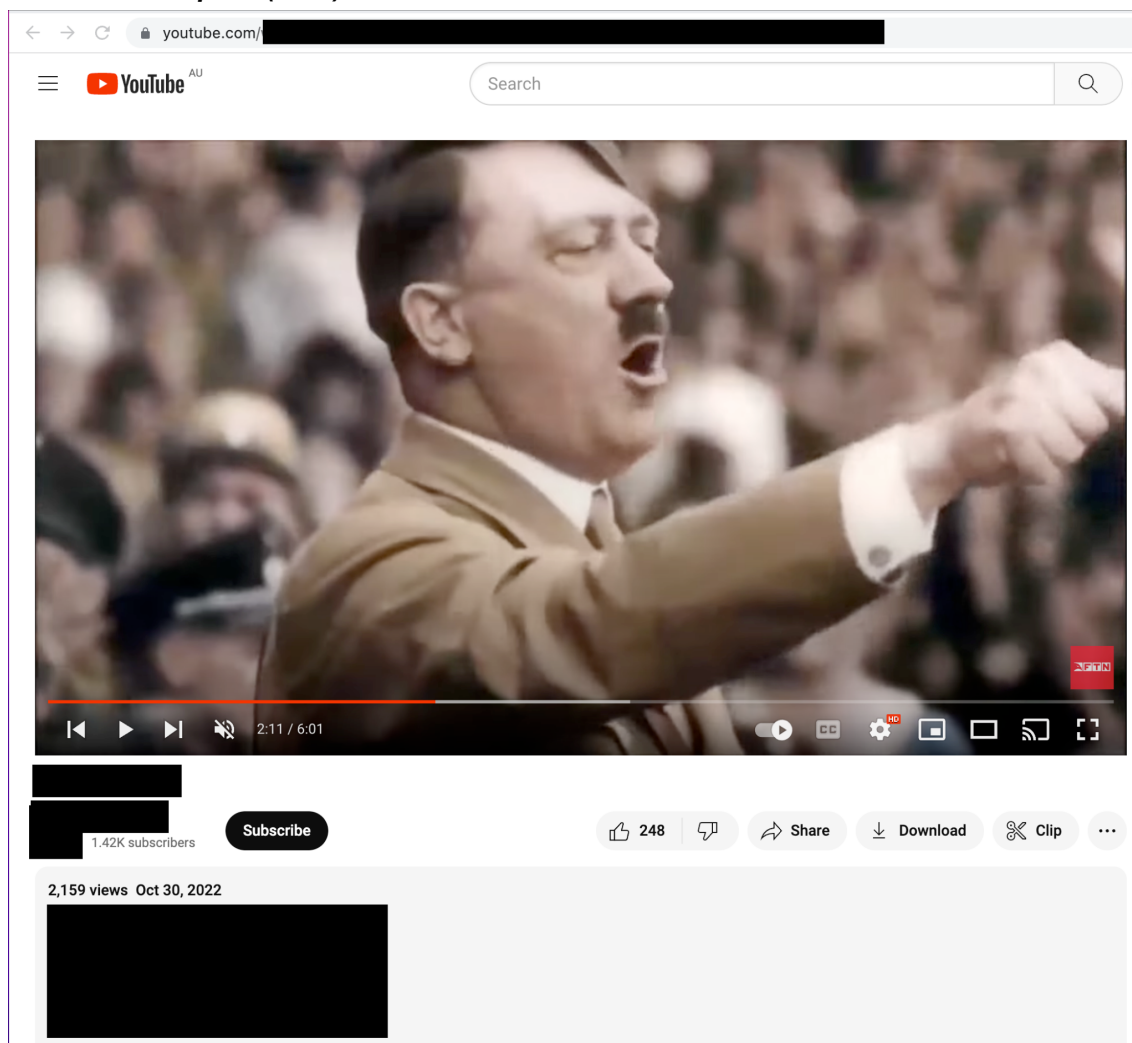 youtube.com/
YouTube AU
Search
FTN
2:11 / 6:01
CC
HD
Subscribe
1.42K subscribers
248
Share
Download
Clip
2,159 views Oct 30, 2022